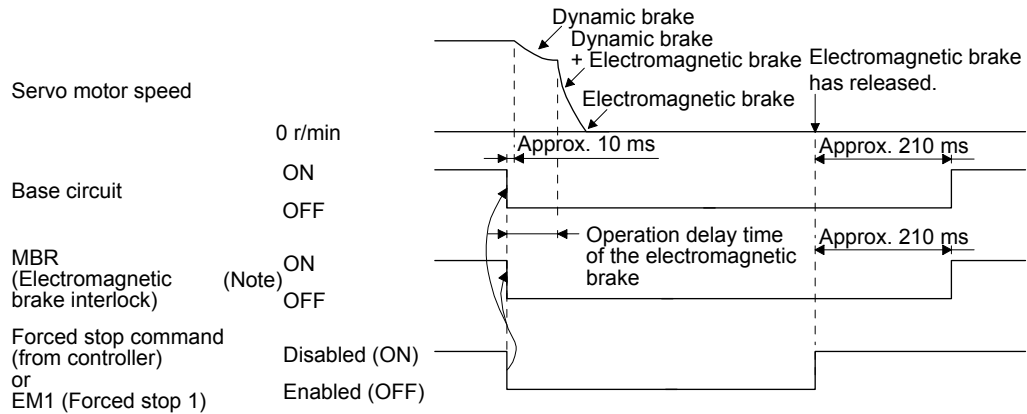 Dynamic brake
Dynamic brake
+ Electromagnetic brake
Electromagnetic brake
has released.
Servo motor speed
Electromagnetic brake
0 r/min
Approx. 10 ms
Approx. 210 ms
Base circuit
ON
OFF
Operation delay time
of the electromagnetic
brake
Approx. 210 ms
MBR
(Electromagnetic
brake interlock)
(Note)
ON
OFF
Forced stop command
(from controller)
or
EM1 (Forced stop 1)
Disabled (ON)
Enabled (OFF)